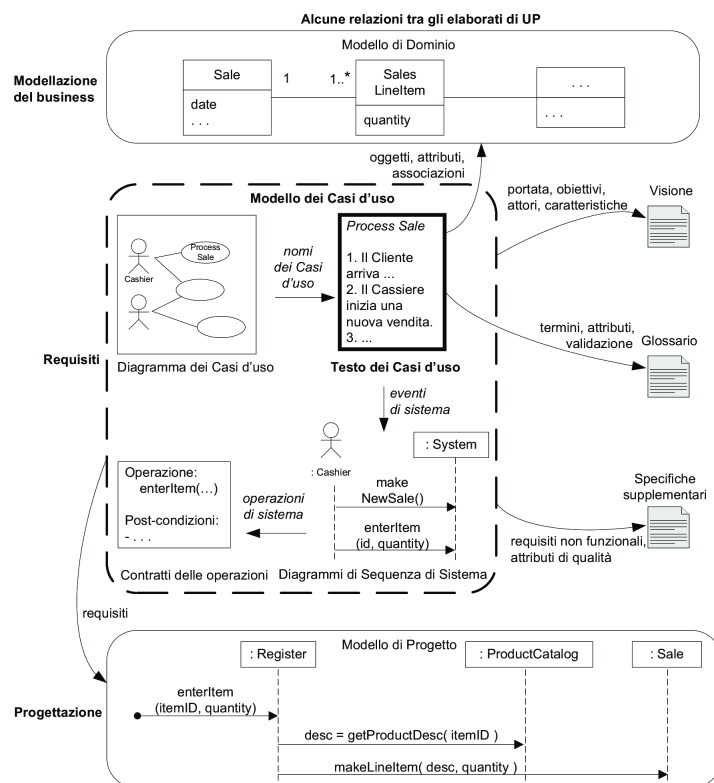 Alcune relazioni tra gli elaborati di UP
Modello di Dominio
Modellazione
del business
Sale
date
. . .
1
1..*
Sales
LineItem
quantity
. . .
. . .
oggetti, attributi,
associazioni
Modello dei Casi d'uso
portata, obiettivi,
attori, caratteristiche
Visione
Process
Sale
Cashier
nomi
dei Casi
d'uso
Process Sale
1. Il Cliente
arriva ...
2. Il Cassiere
inizia una
nuova vendita.
3. ...
Requisiti
Diagramma dei Casi d'uso
Testo dei Casi d'uso
termini, attributi,
validazione
Glossario
eventi
di sistema
: Cashier
: System
make
NewSale()
enterItem
(id, quantity)
Operazione:
enterItem(…)
Post-condizioni:
- . . .
operazioni
di sistema
Contratti delle operazioni
Diagrammi di Sequenza di Sistema
Specifiche
supplementari
requisiti non funzionali,
attributi di qualità
requisiti
Modello di Progetto
: Register
: ProductCatalog
: Sale
Progettazione
enterItem
(itemID, quantity)
desc = getProductDesc( itemID )
makeLineItem( desc, quantity )